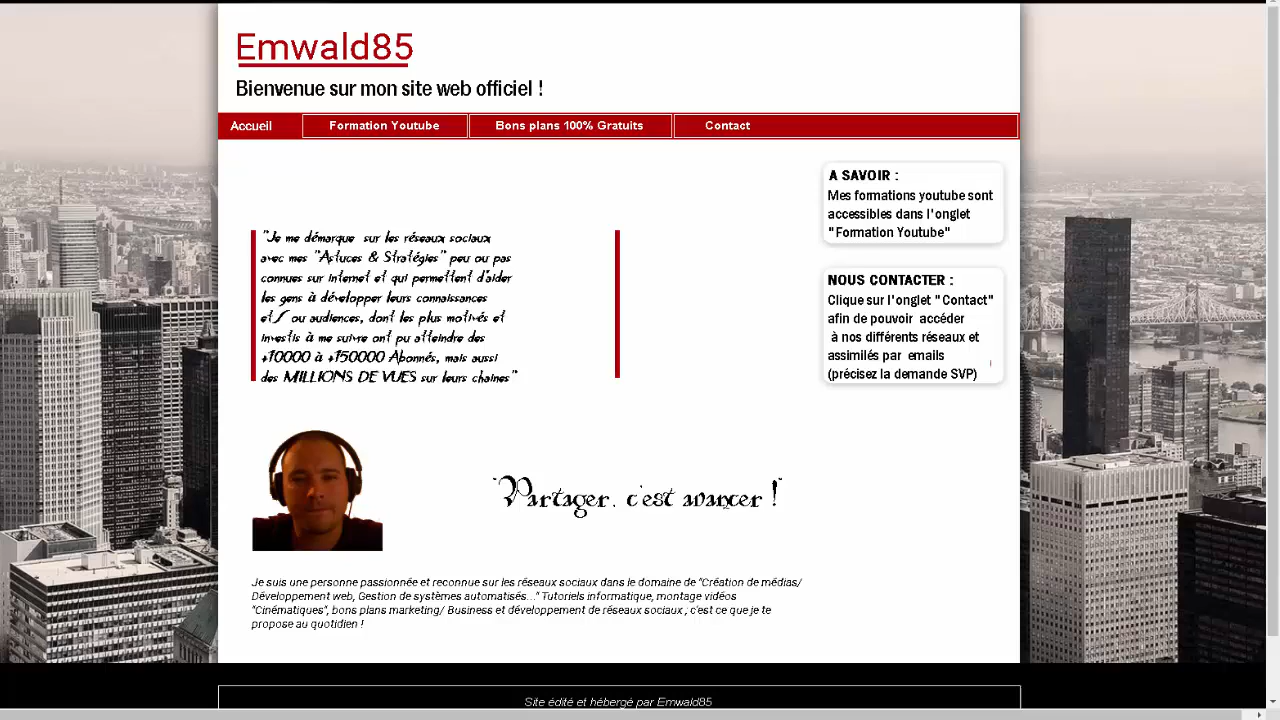 Emwald85
Bienvenue sur mon site web officiel !
Accueil
Formation Youtube
Bons plans 100% Gratuits
Contact
A SAVOIR :
Mes formations youtube sont
accessibles dans l'onglet
"Formation Youtube"
"Je me démarque sur les réseaux sociaux
avec mes "Astuces & Stratégies" peu ou pas
connues sur internet et qui permettent d'aider
les gens à développer leurs connaissances
et/ ou audiences, dont les plus motivés et
investis à me suivre ont pu atteindre des
+10000 à +150000 Abonnés, mais aussi
des MILLIONS DE VUES sur leurs chaînes"
NOUS CONTACTER :
Clique sur l'onglet "Contact"
afin de pouvoir accéder
à nos différents réseaux et
assimilés par emails
(précisez la demande SVP)
"Partager, c'est avancer !"
Je suis une personne passionnée et reconnue sur les réseaux sociaux dans le domaine de "Création de médias/
Développement web, Gestion de systèmes automatisés..." Tutoriels informatique, montage vidéos
"Cinématiques", bons plans marketing/ Business et développement de réseaux sociaux ; c'est ce que je te
propose au quotidien !
Site édité et hébergé par Emwald85